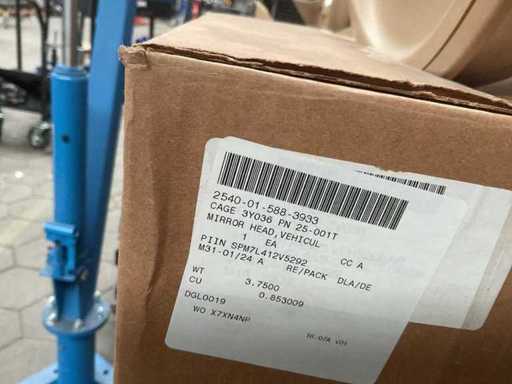 2540-01-588-3933
CAGE 3Y036 PN 25-001T
MIRROR HEAD,VEHICUL
1 EA CC A
PIIN SPM7L412V5292
M31-01/24 A RE/PACK DLA/DE
WT 3.7500
CU 0.853009
DGL0019
WO X7XN4NP